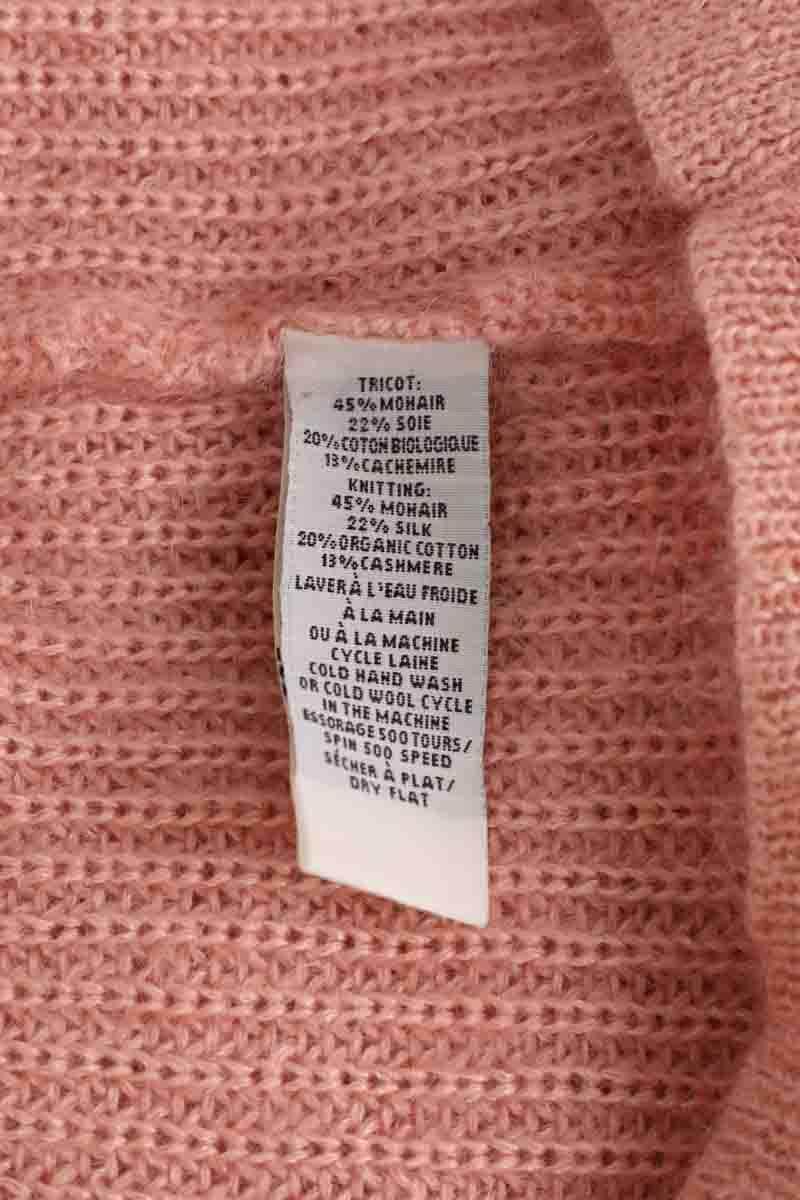 TRICOT:
45% MOHAIR
22% SOIE
20% COTON BIOLOGIQUE
13% CACHEMIRE
KNITTING:
45% MOHAIR
22% SILK
20% ORGANIC COTTON
13% CASHMERE
LAVER À L'EAU FROIDE
À LA MAIN
OU À LA MACHINE
CYCLE LAINE
COLD HAND WASH
OR COLD WOOL CYCLE
IN THE MACHINE
ESSORAGE 500 TOURS/
SPIN 500 SPEED
SÉCHER À PLAT/
DRY FLAT